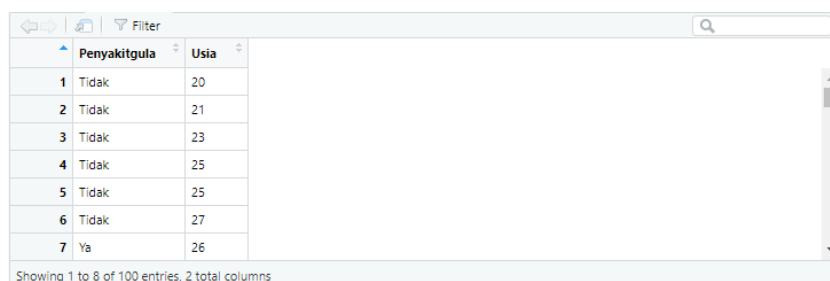 Filter
Penyakitgula Usia
1 Tidak 20
2 Tidak 21
3 Tidak 23
4 Tidak 25
5 Tidak 25
6 Tidak 27
7 Ya 26
Showing 1 to 8 of 100 entries, 2 total columns